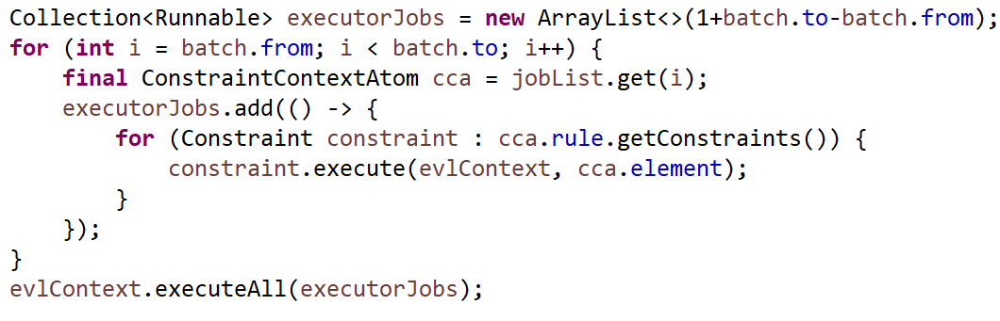 Collection<Runnable> executorJobs = new ArrayList<>(1+batch.to-batch.from);
for (int i = batch.from; i < batch.to; i++) {
    final ConstraintContextAtom cca = jobList.get(i);
    executorJobs.add(() -> {
        for (Constraint constraint : cca.rule.getConstraints()) {
            constraint.execute(evlContext, cca.element);
        }
    });
}
evlContext.executeAll(executorJobs);